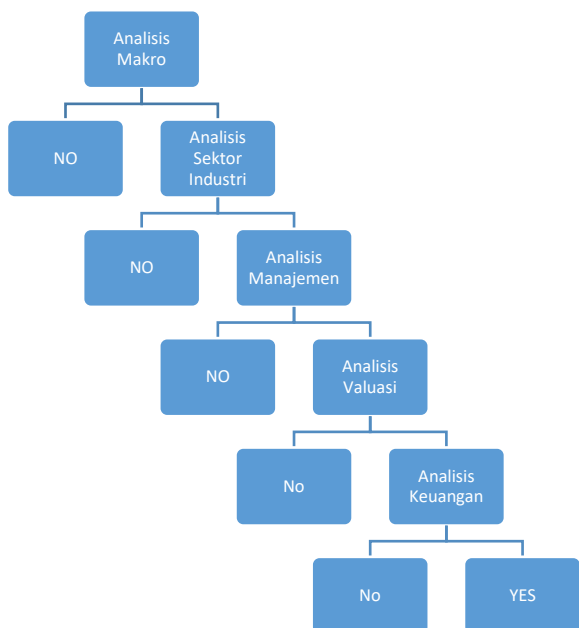 Analisis
Makro
NO
Analisis
Sektor
Industri
NO
Analisis
Manajemen
NO
Analisis
Valuasi
No
Analisis
Keuangan
No
YES